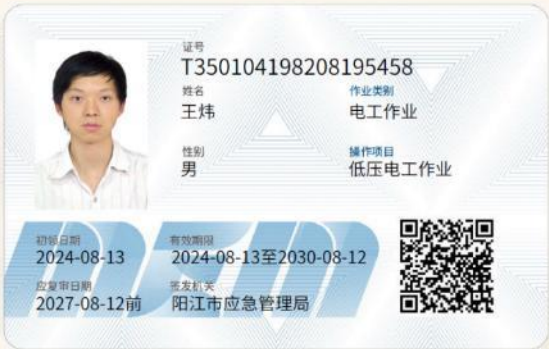 证号
T350104198208195458
姓名
王炜
作业类别
电工作业
性别
男
操作项目
低压电工作业
初领日期
2024-08-13
有效期限
2024-08-13至2030-08-12
应复审日期
2027-08-12前
签发机关
阳江市应急管理局